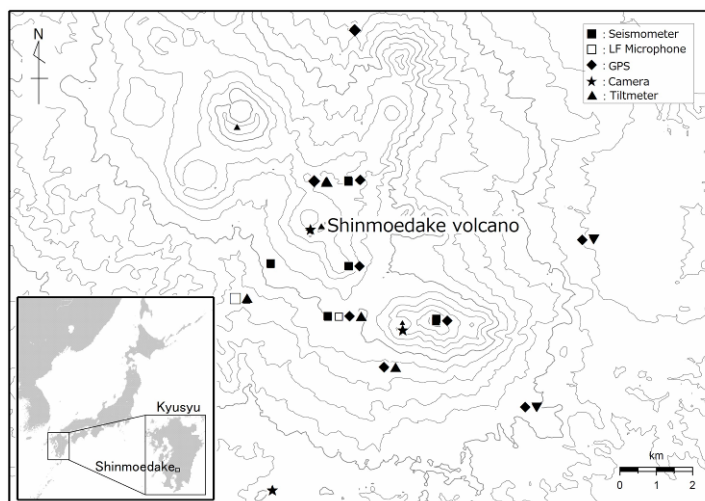 N
: Seismometer
: LF Microphone
: GPS
: Camera
: Tiltmeter
Shinmoedake volcano
Kyusyu
Shinmoedake
km
0 1 2